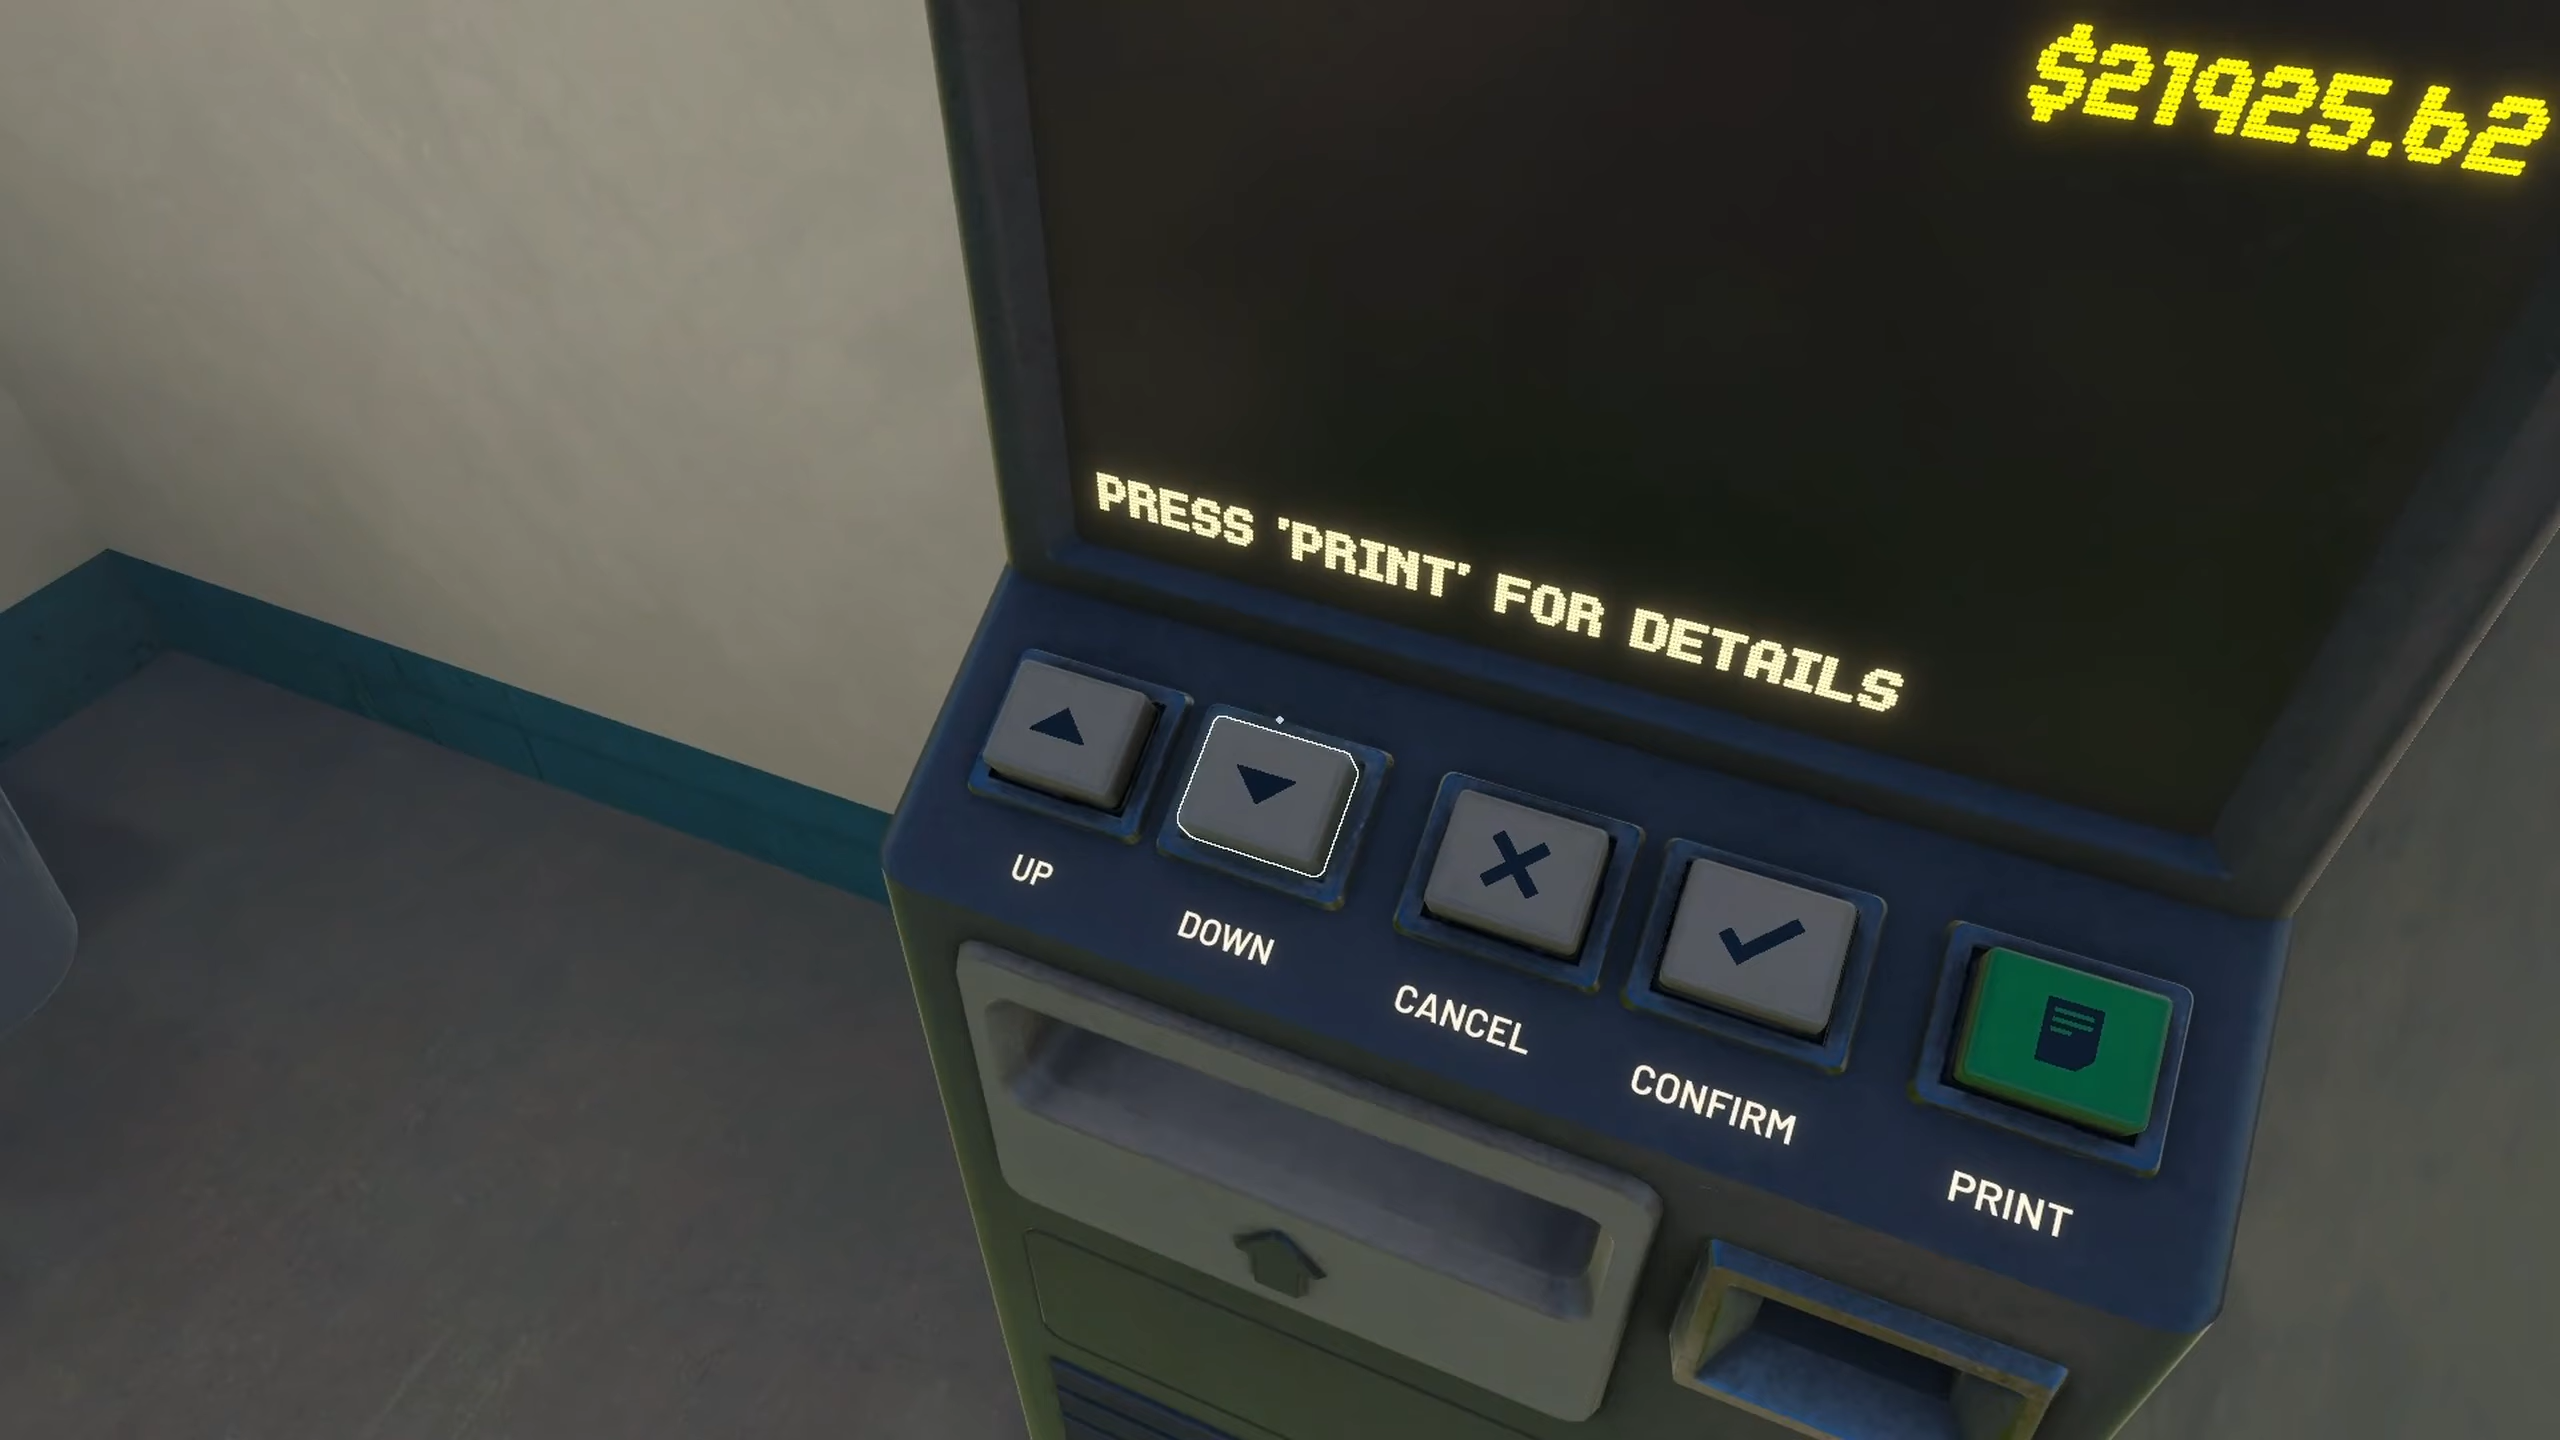 $21925.62
PRESS 'PRINT' FOR DETAILS
UP
DOWN
CANCEL
CONFIRM
PRINT